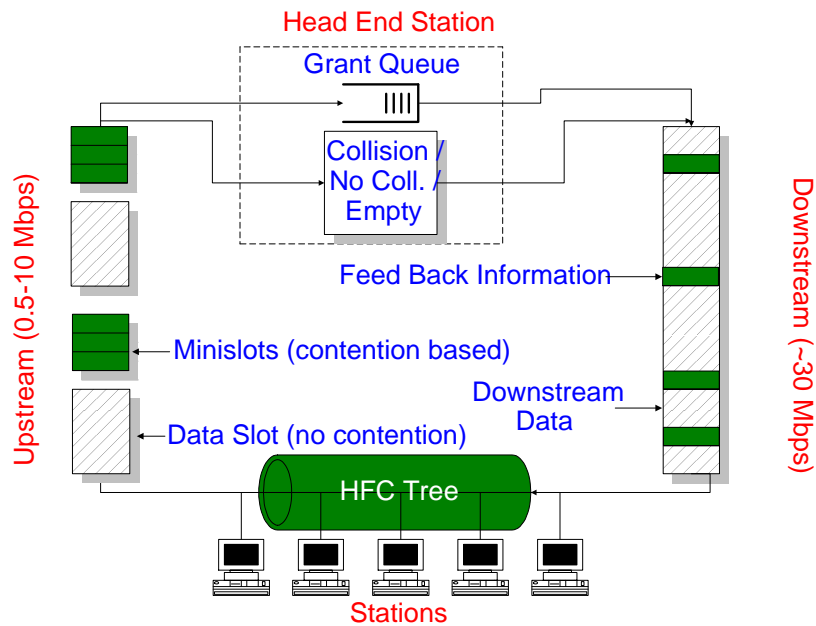 Head End Station
Grant Queue
Collision /
No Coll. /
Empty
Upstream (0.5-10 Mbps)
Downstream (~30 Mbps)
Feed Back Information
Minislots (contention based)
Downstream
Data
Data Slot (no contention)
HFC Tree
Stations